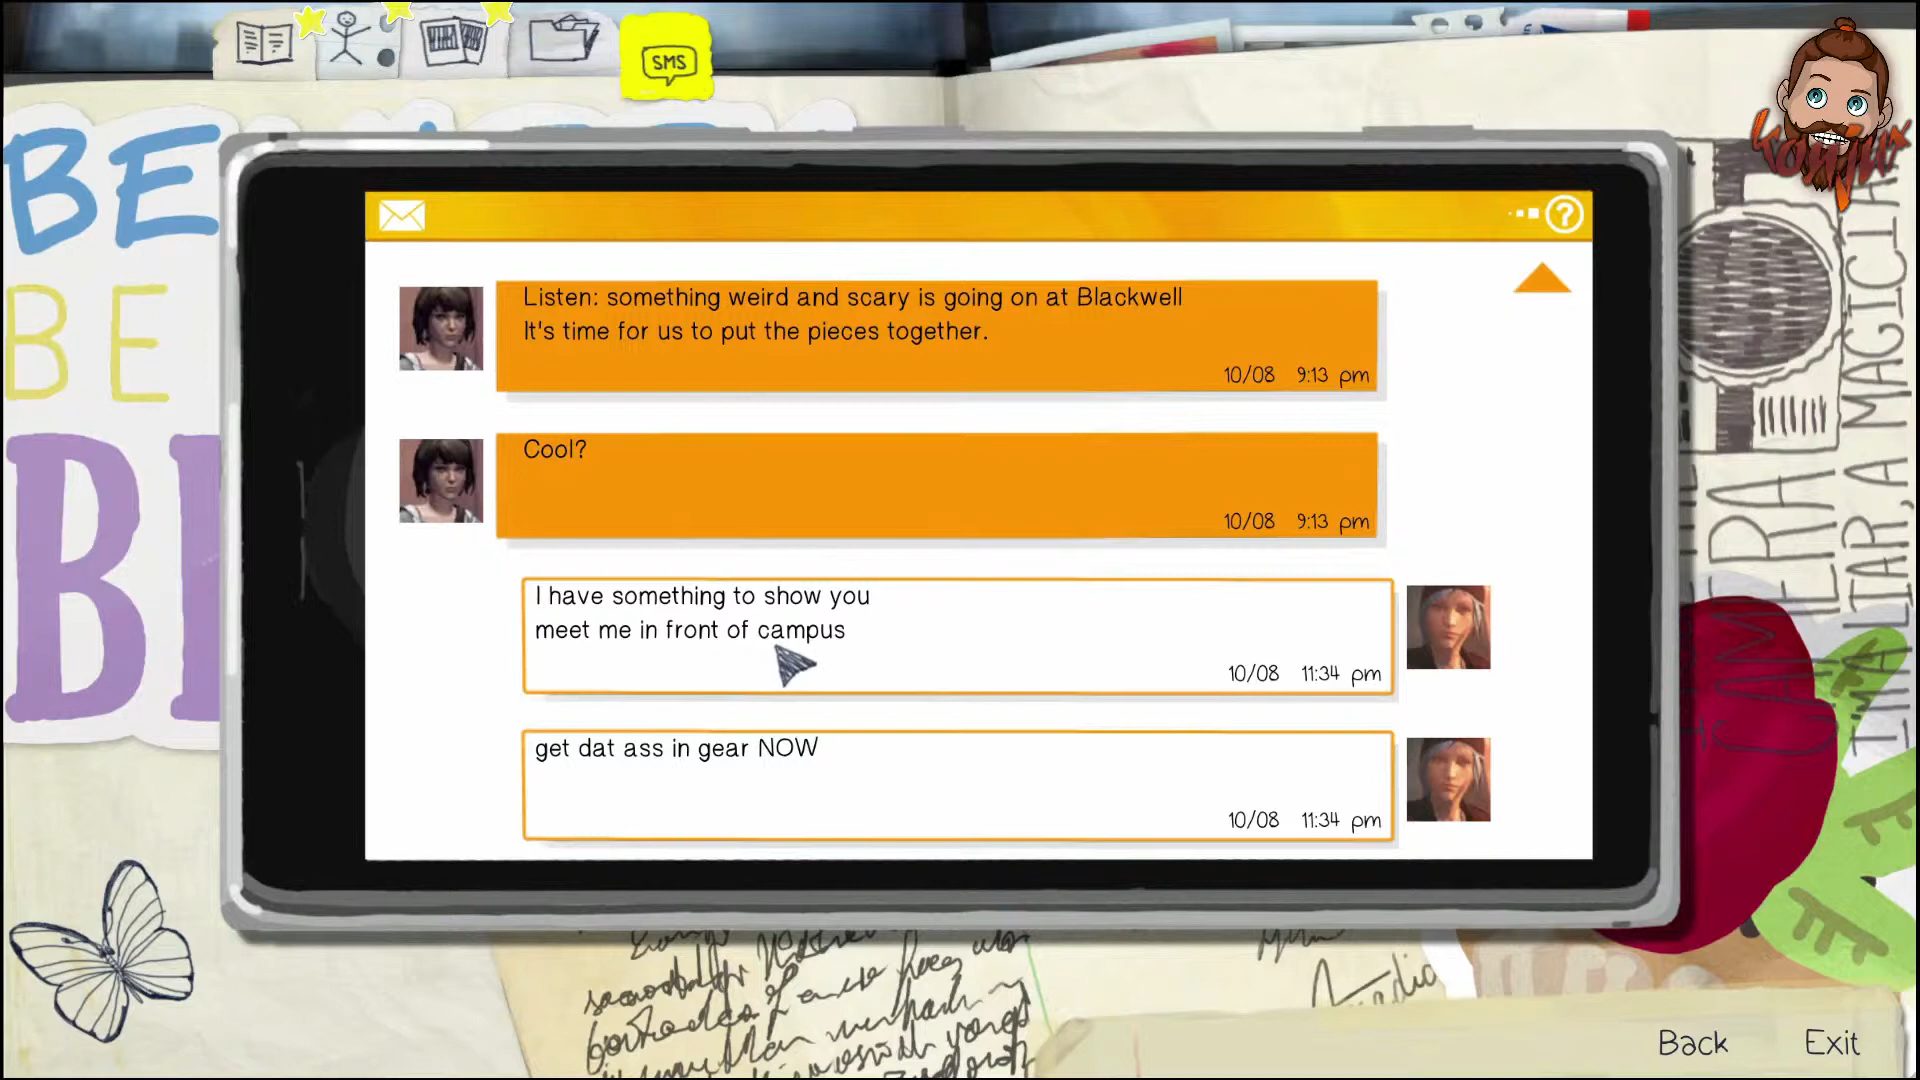 SMS
BE
BE
Listen: something weird and scary is going on at Blackwell
It's time for us to put the pieces together.
10/08 9:13 pm
Cool?
10/08 9:13 pm
I have something to show you
meet me in front of campus
10/08 11:34 pm
get dat ass in gear NOW
10/08 11:34 pm
CAMERA
ALTAR, A MAGICIA
Back
Exit